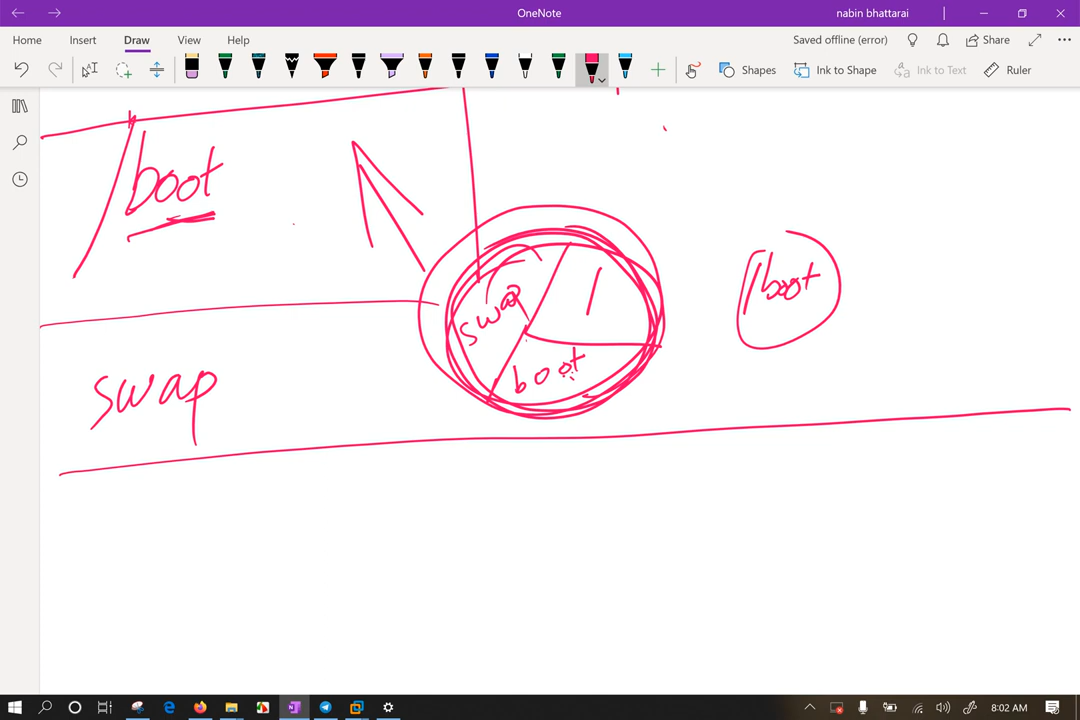 OneNote
nabin bhattarai
Home Insert Draw View Help
Saved offline (error)
Share
Shapes
Ink to Shape
Ink to Text
Ruler
/boot
swap
/
boot
/boot
swap
8:02 AM